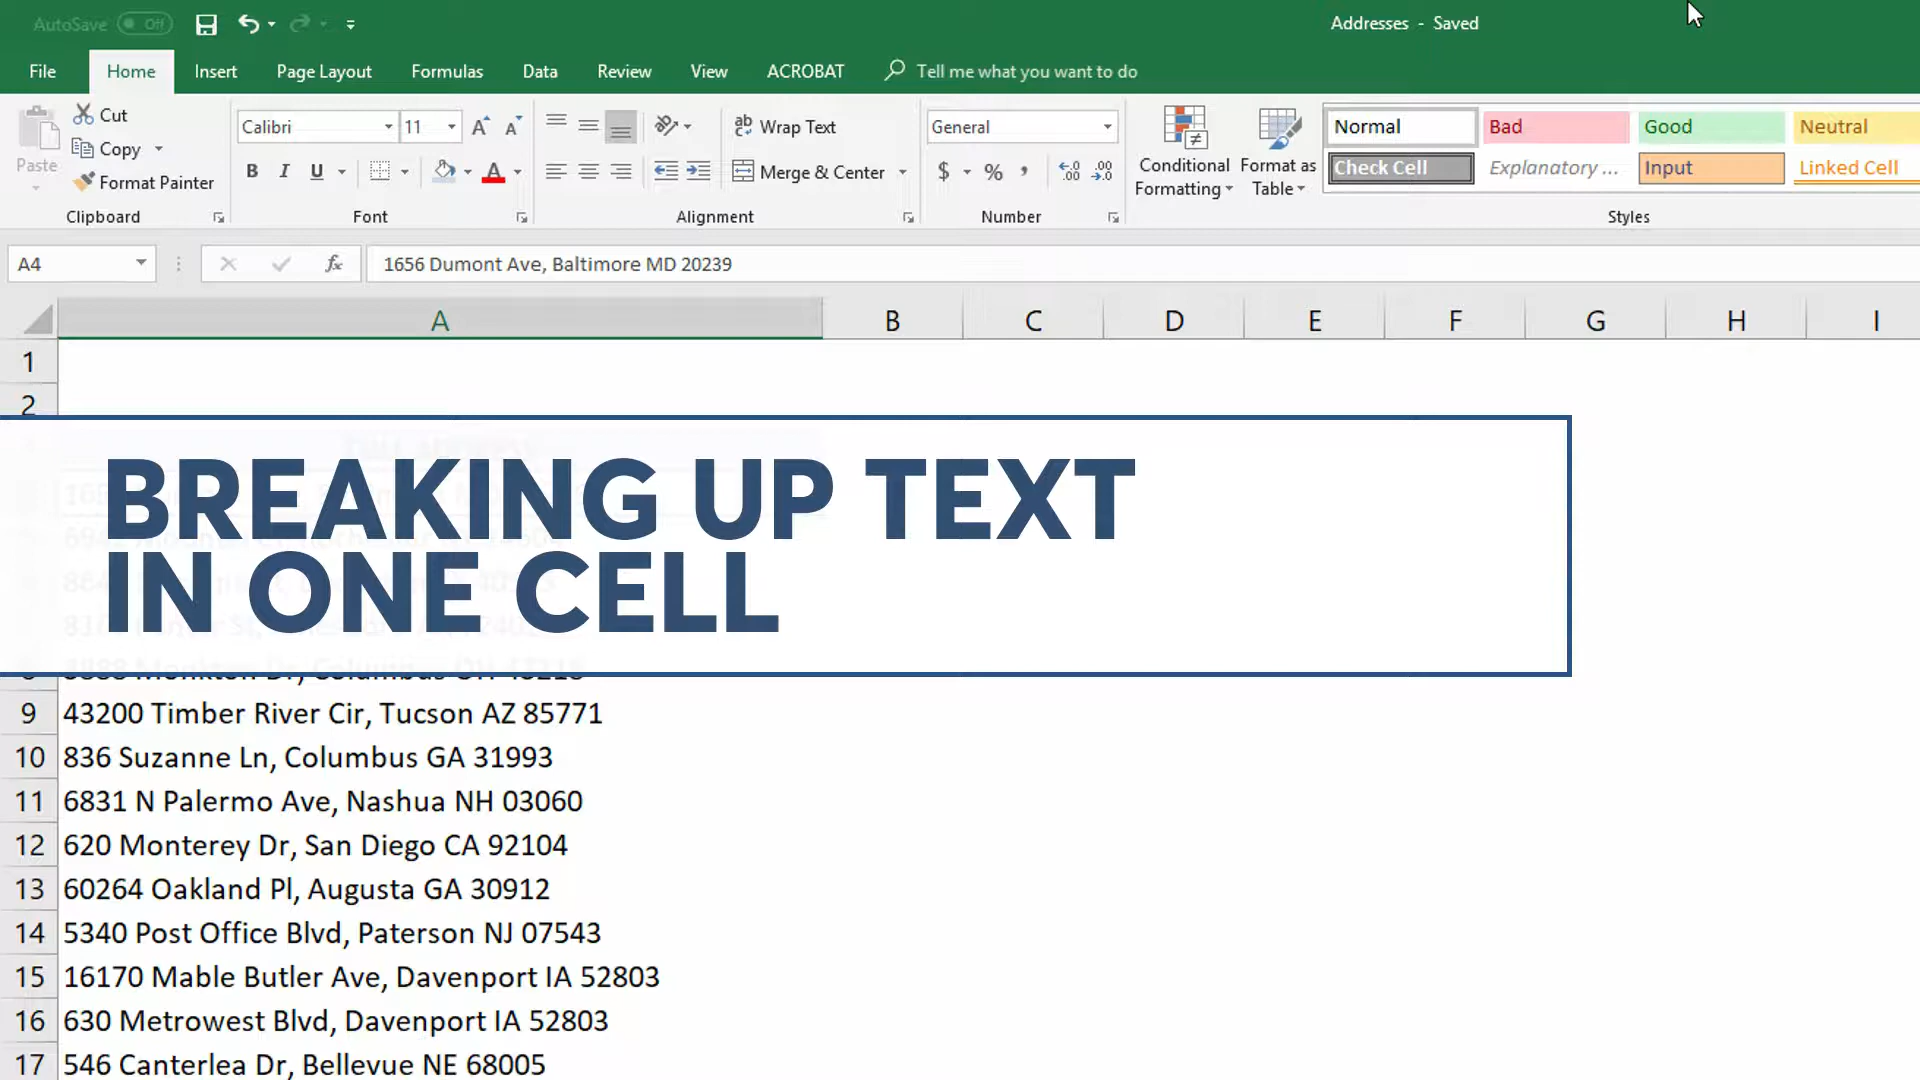 AutoSave Off
Addresses - Saved
File Home Insert Page Layout Formulas Data Review View ACROBAT Tell me what you want to do
Paste
Cut
Copy
Format Painter
Clipboard
Calibri 11
B I U
Font
Wrap Text
Merge & Center
Alignment
General
$ % ,
Number
Conditional Formatting
Format as Table
Normal Bad Good Neutral
Check Cell Explanatory ... Input Linked Cell
Styles
A4 fx 1656 Dumont Ave, Baltimore MD 20239
A B C D E F G H I
1
2
BREAKING UP TEXT
IN ONE CELL
8888 Monkton Dr, Columbus OH 43218
9 43200 Timber River Cir, Tucson AZ 85771
10 836 Suzanne Ln, Columbus GA 31993
11 6831 N Palermo Ave, Nashua NH 03060
12 620 Monterey Dr, San Diego CA 92104
13 60264 Oakland Pl, Augusta GA 30912
14 5340 Post Office Blvd, Paterson NJ 07543
15 16170 Mable Butler Ave, Davenport IA 52803
16 630 Metrowest Blvd, Davenport IA 52803
17 546 Canterlea Dr, Bellevue NE 68005